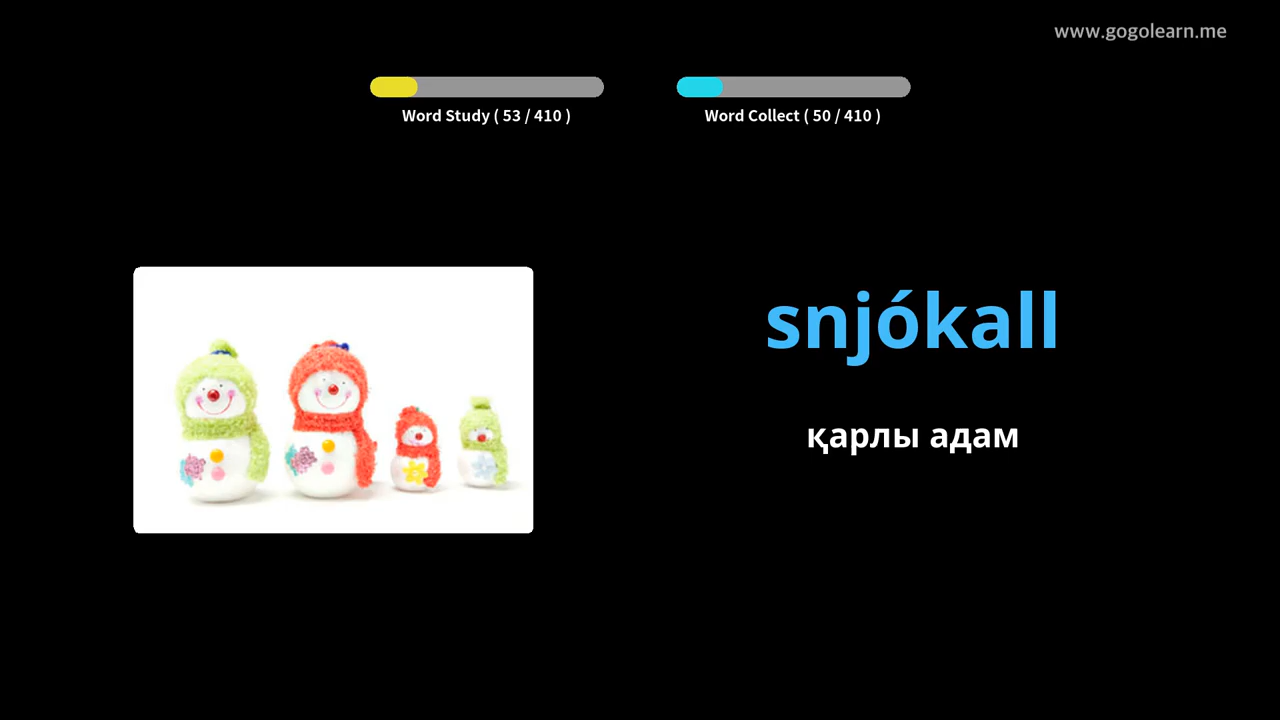 www.gogolearn.me
Word Study ( 53 / 410 )
Word Collect ( 50 / 410 )
snjókall
қарлы адам